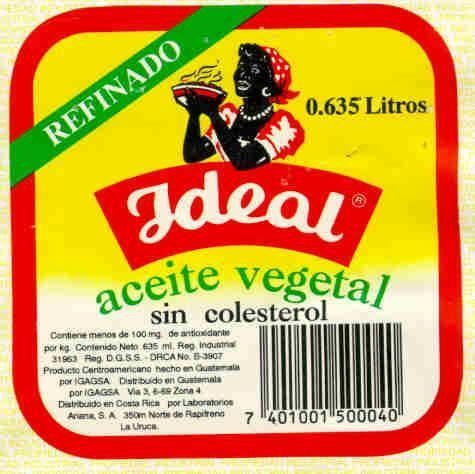 REFINADO
0.635 Litros
Ideal®
aceite vegetal
sin colesterol
Contiene menos de 100 mg. de antioxidante
por kg. Contenido Neto 635 ml. Reg. Industrial
31963 Reg. D.G.S.S. - DRCA No. B-3907
Producto Centroamericano hecho en Guatemala
por IGAGSA Distribuido en Guatemala
por IGAGSA Vía 3, 6-69 Zona 4
Distribuido en Costa Rica por Laboratorios
Ariana, S. A. 350m Norte de Rapifreno
La Uruca.
7 401001 500040